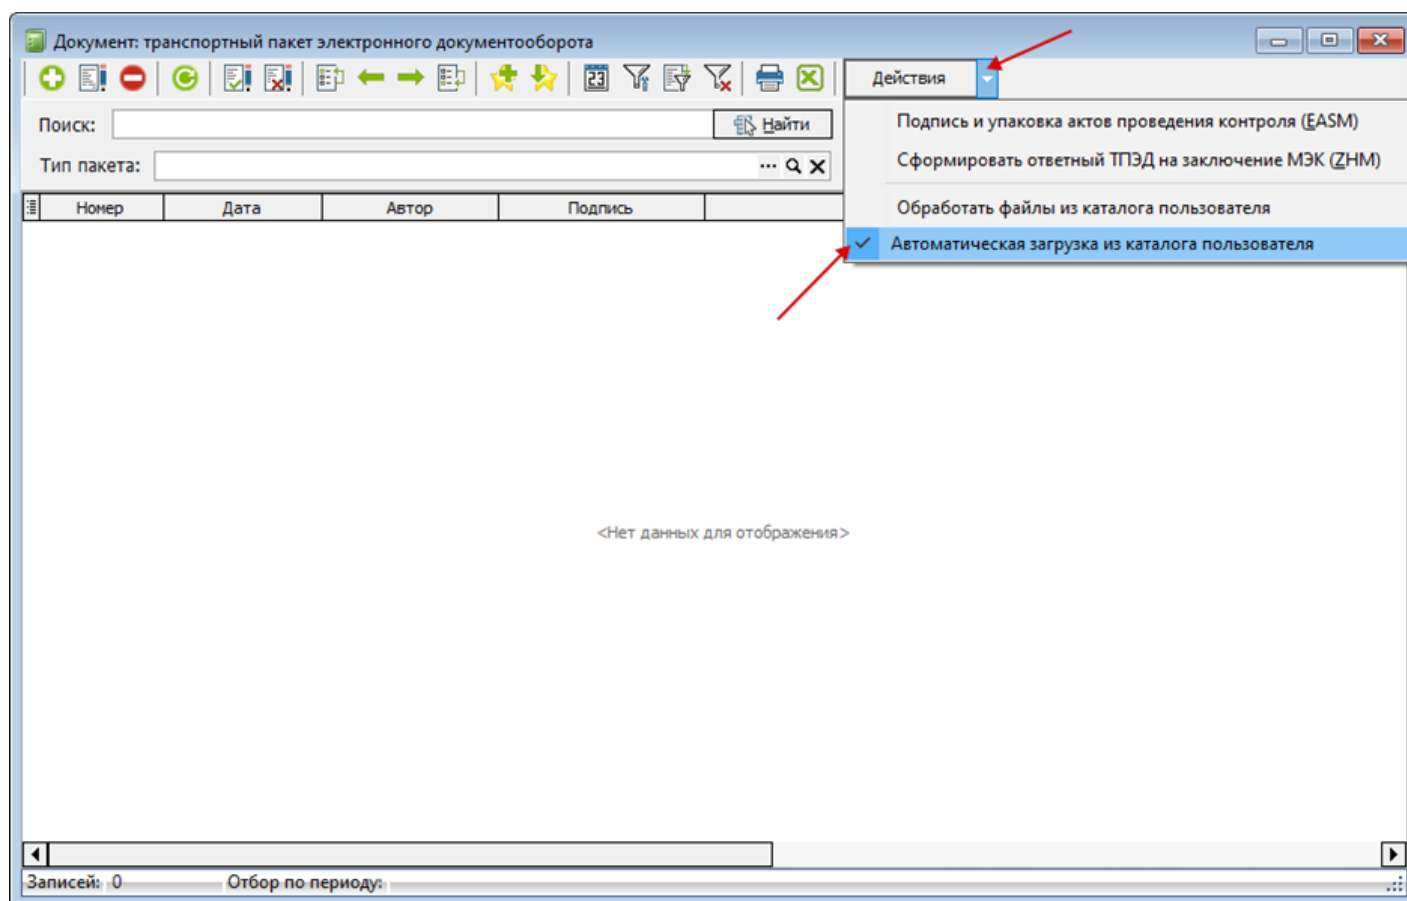 Документ: транспортный пакет электронного документооборота
23
Действия
Поиск:
Найти
Подпись и упаковка актов проведения контроля (EASM)
Тип пакета:
Сформировать ответный ТПЭД на заключение МЭК (ZHM)
Номер Дата Автор Подпись
Обработать файлы из каталога пользователя
Автоматическая загрузка из каталога пользователя
<Нет данных для отображения>
Записей: 0 Отбор по периоду: